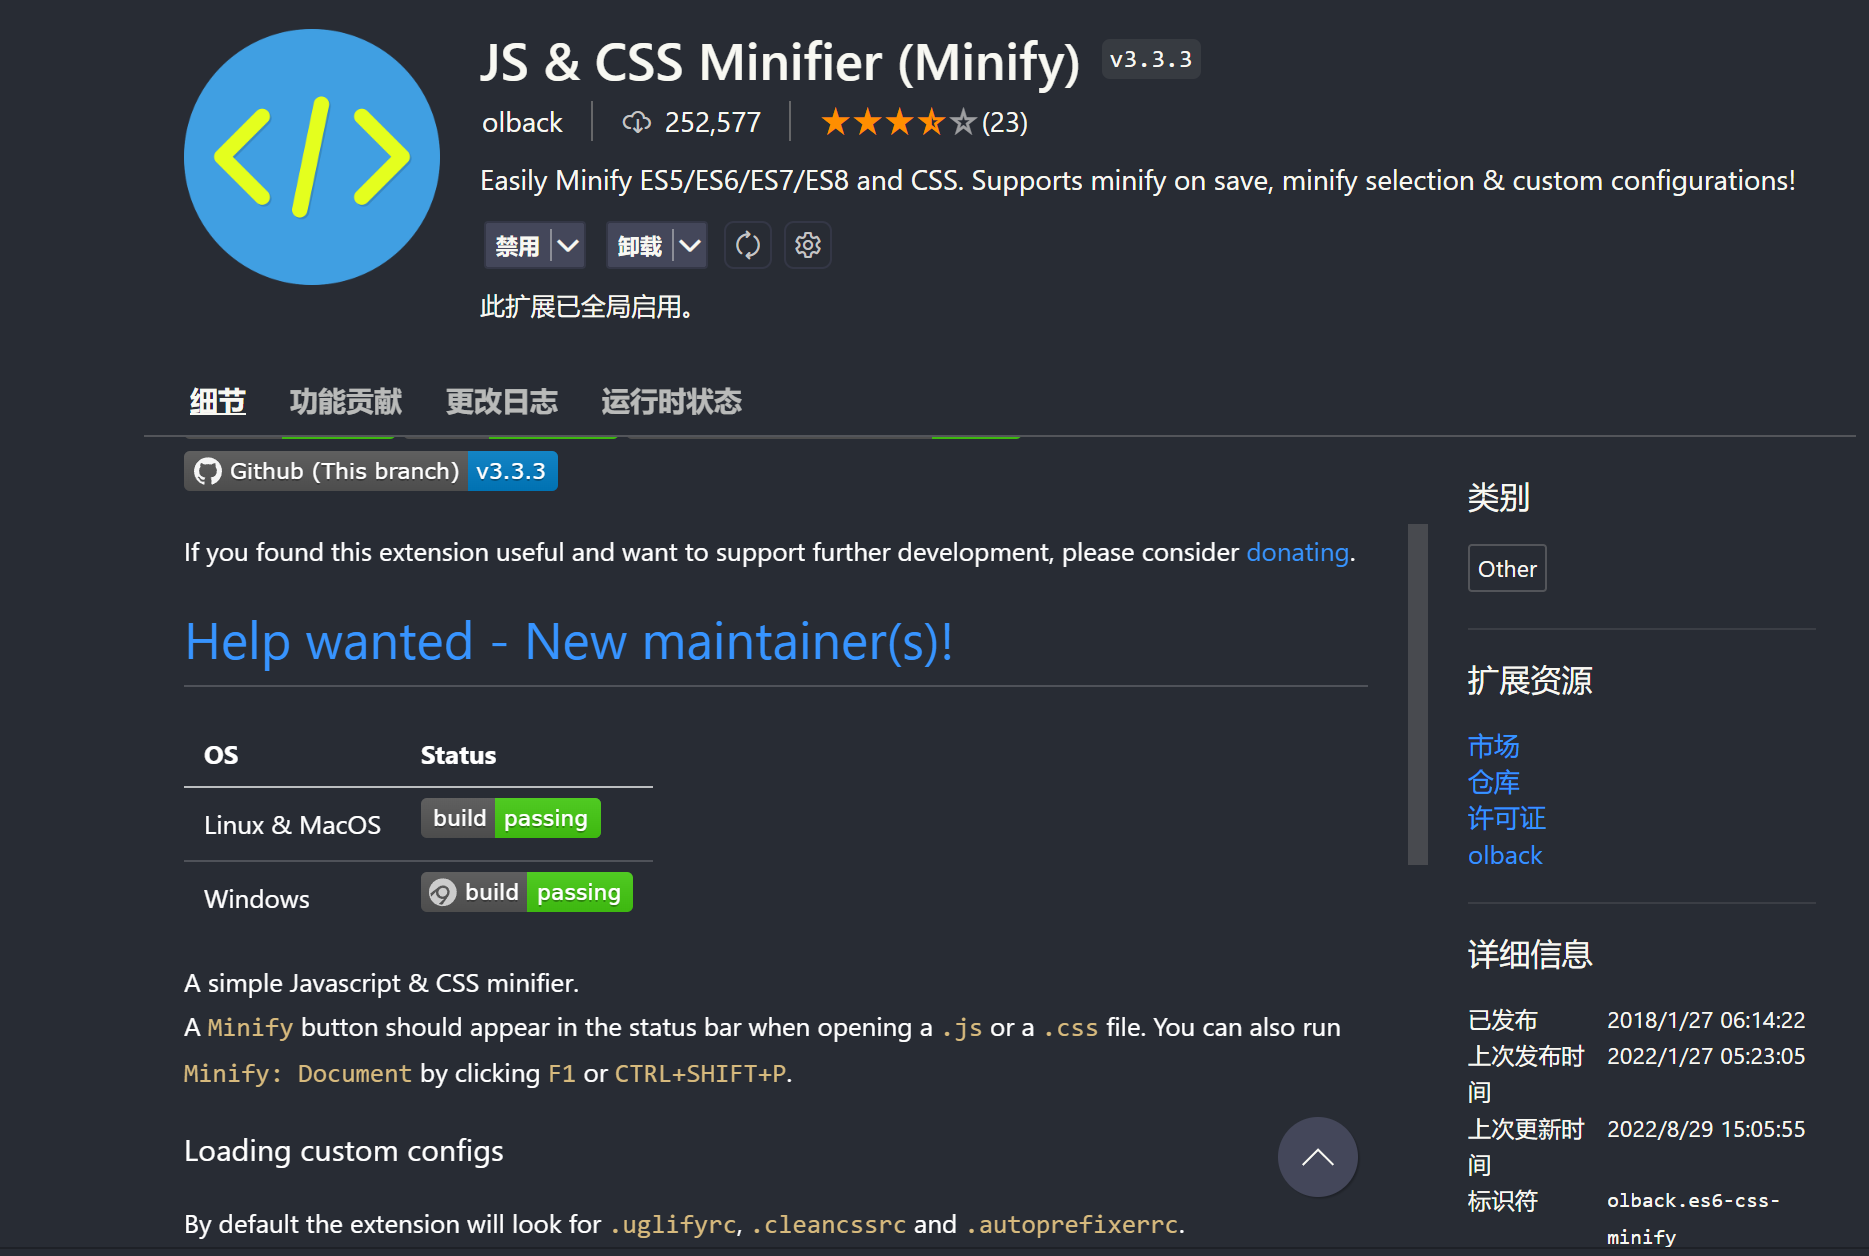 JS & CSS Minifier (Minify) v3.3.3
olback 252,577 (23)
Easily Minify ES5/ES6/ES7/ES8 and CSS. Supports minify on save, minify selection & custom configurations!
禁用 卸载
此扩展已全局启用。
细节 功能贡献 更改日志 运行时状态
Github (This branch) v3.3.3
If you found this extension useful and want to support further development, please consider donating.
Help wanted - New maintainer(s)!
OS Status
Linux & MacOS build passing
Windows build passing
A simple Javascript & CSS minifier.
A Minify button should appear in the status bar when opening a .js or a .css file. You can also run
Minify: Document by clicking F1 or CTRL+SHIFT+P.
Loading custom configs
By default the extension will look for .uglifyrc, .cleancssrc and .autoprefixerrc.
类别
Other
扩展资源
市场
仓库
许可证
olback
详细信息
已发布 2018/1/27 06:14:22
上次发布时 2022/1/27 05:23:05
间
上次更新时 2022/8/29 15:05:55
间
标识符 olback.es6-css-
minify